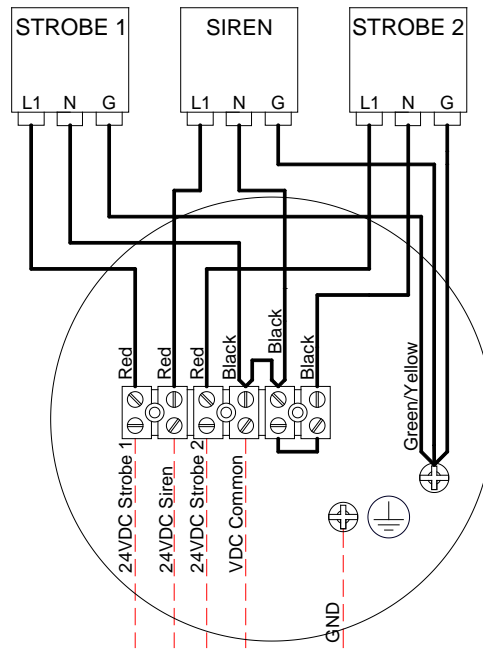 STROBE 1
SIREN
STROBE 2
L1 N G
L1 N G
L1 N G
Red
Red
Red
Black
Black
Black
Green/Yellow
24VDC Strobe 1
24VDC Siren
24VDC Strobe 2
VDC Common
GND